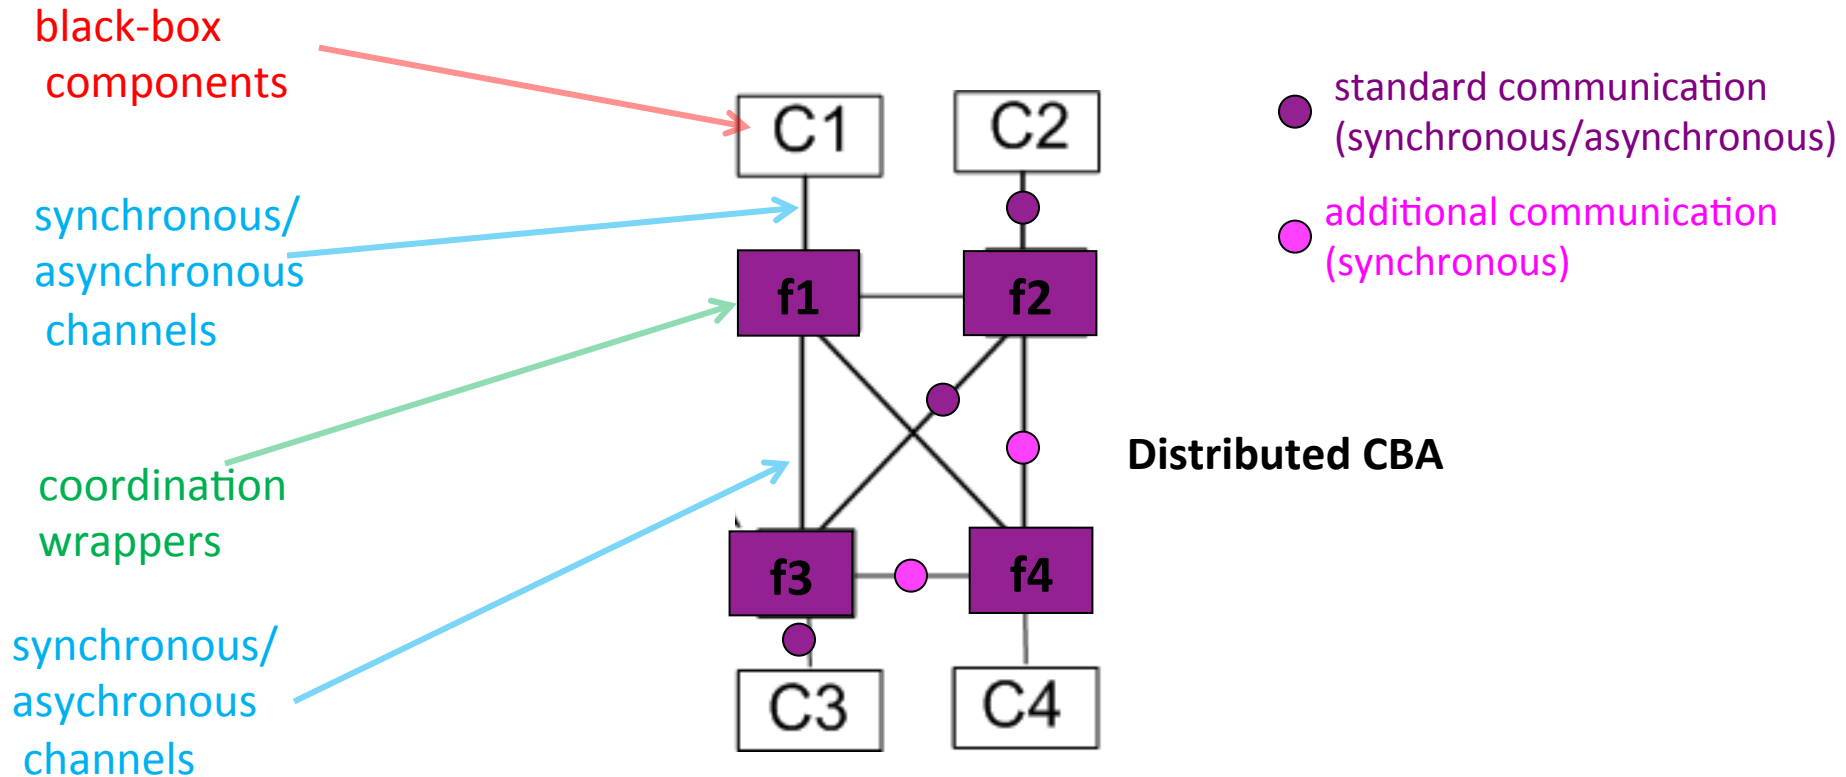 black-box
components
synchronous/
asynchronous
channels
coordination
wrappers
synchronous/
asychronous
channels
C1
C2
f1
f2
f3
f4
C3
C4
standard communication
(synchronous/asynchronous)
additional communication
(synchronous)
Distributed CBA